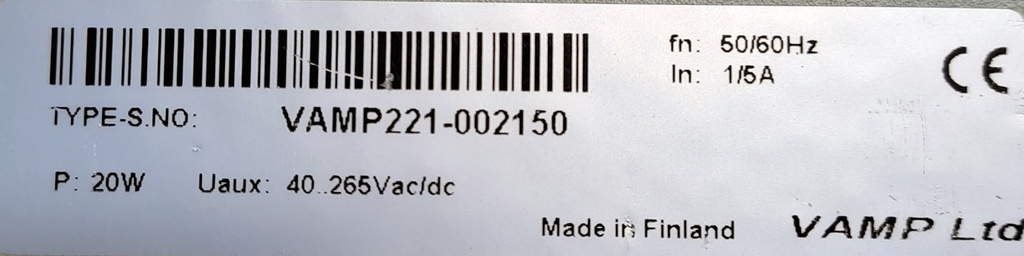 fn: 50/60Hz
In: 1/5A
CE
TYPE-S.NO: VAMP221-002150
P: 20W Uaux: 40..265Vac/dc
Made in Finland VAMP Ltd